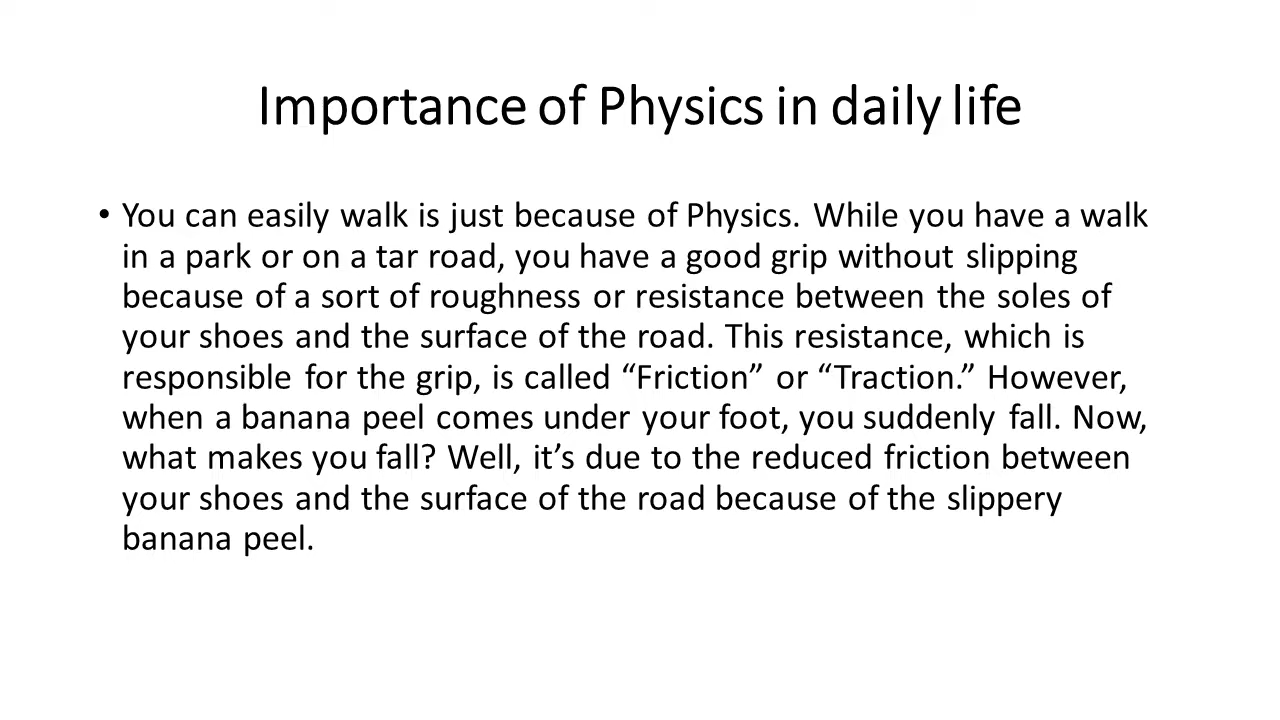 Importance of Physics in daily life
• You can easily walk is just because of Physics. While you have a walk
in a park or on a tar road, you have a good grip without slipping
because of a sort of roughness or resistance between the soles of
your shoes and the surface of the road. This resistance, which is
responsible for the grip, is called “Friction” or “Traction.” However,
when a banana peel comes under your foot, you suddenly fall. Now,
what makes you fall? Well, it’s due to the reduced friction between
your shoes and the surface of the road because of the slippery
banana peel.